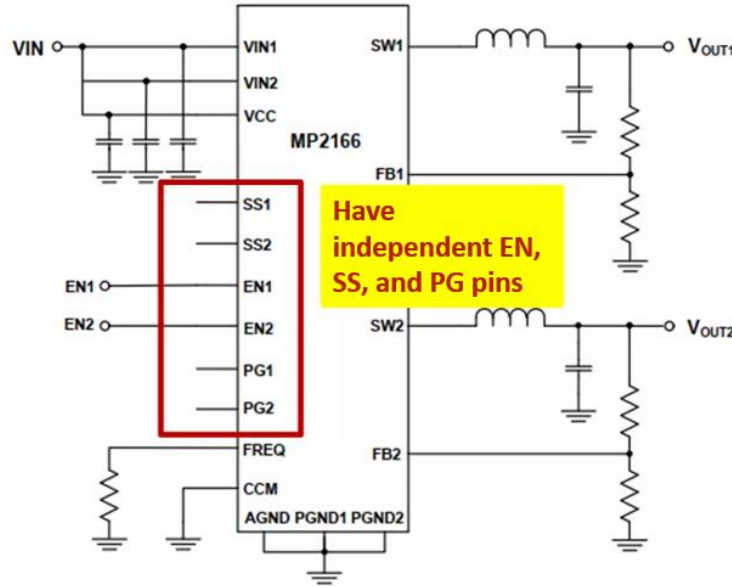 VIN
VIN1
SW1
VOUT1
VIN2
VCC
MP2166
FB1
SS1
SS2
EN1
EN1
EN2
EN2
PG1
PG2
Have
independent EN,
SS, and PG pins
SW2
VOUT2
FREQ
FB2
CCM
AGND PGND1 PGND2